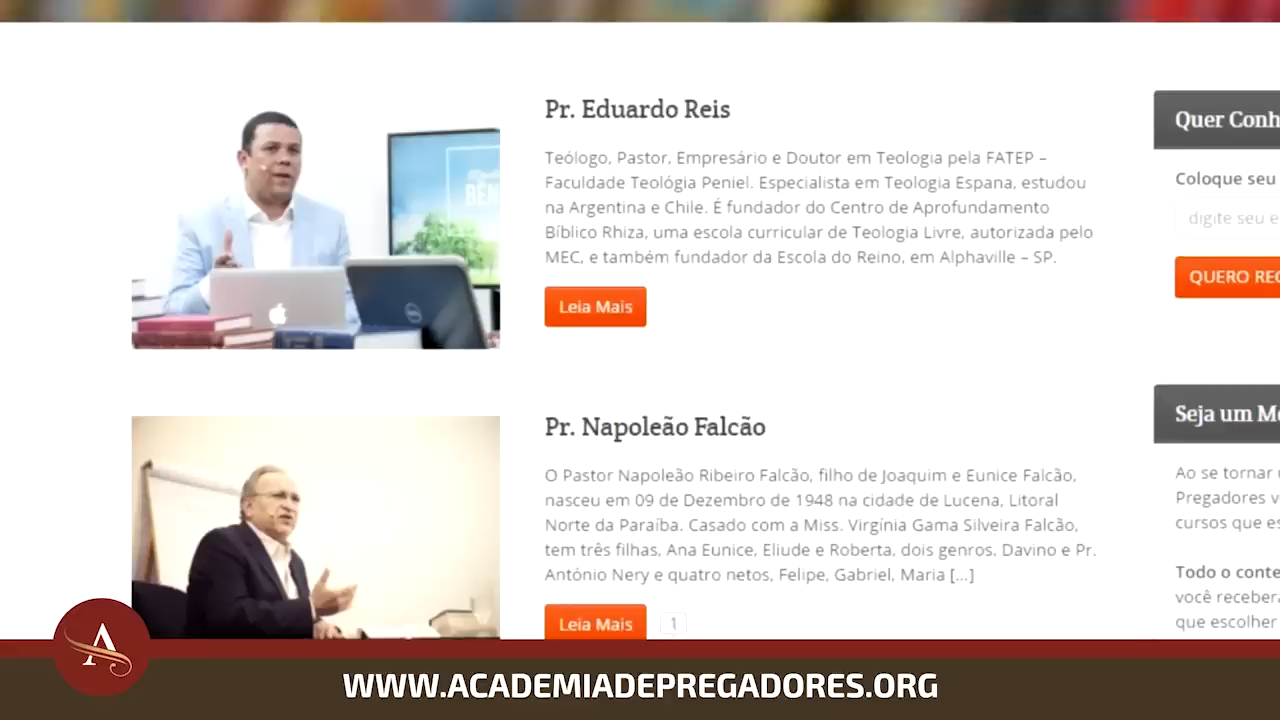 Pr. Eduardo Reis
Teólogo, Pastor, Empresário e Doutor em Teologia pela FATEP –
Faculdade Teológia Peniel. Especialista em Teologia Espana, estudou
na Argentina e Chile. É fundador do Centro de Aprofundamento
Bíblico Rhiza, uma escola curricular de Teologia Livre, autorizada pelo
MEC, e também fundador da Escola do Reino, em Alphaville – SP.
Leia Mais
Pr. Napoleão Falcão
O Pastor Napoleão Ribeiro Falcão, filho de Joaquim e Eunice Falcão,
nasceu em 09 de Dezembro de 1948 na cidade de Lucena, Litoral
Norte da Paraíba. Casado com a Miss. Virgínia Gama Silveira Falcão,
tem três filhas, Ana Eunice, Eliude e Roberta, dois genros, Davino e Pr.
António Nery e quatro netos, Felipe, Gabriel, Maria [...]
Leia Mais
1
Quer Conh
Coloque seu
digite seu e
QUERO REC
Seja um Me
Ao se tornar
Pregadores v
cursos que es
Todo o conte
você recebera
que escolher
DELL
A
WWW.ACADEMIADEPREGADORES.ORG